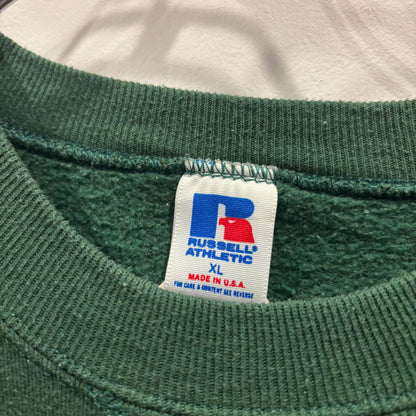 R
RUSSELL®
ATHLETIC
XL
MADE IN U.S.A.
FOR CARE & CONTENT SEE REVERSE